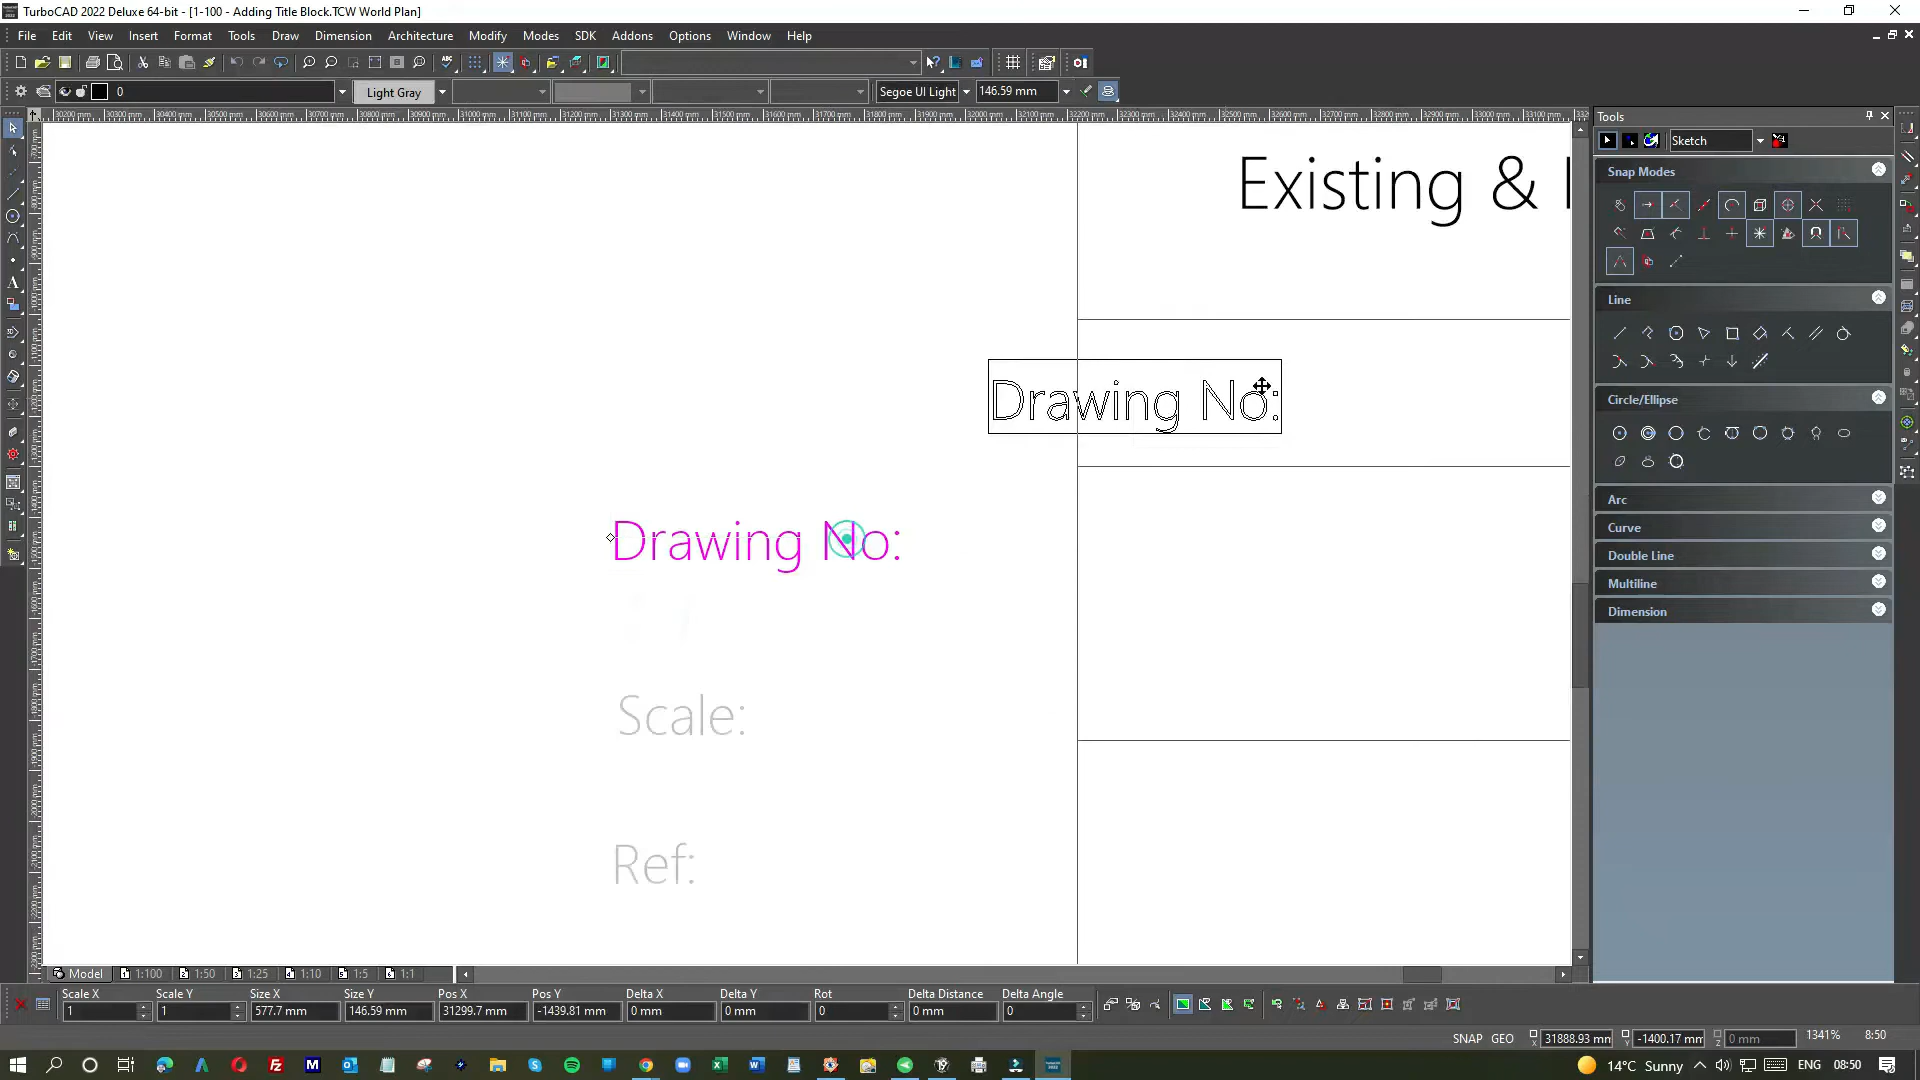 TurboCAD 2022 Deluxe 64-bit - [1-100 - Adding Title Block.TCW World Plan]
File Edit View Insert Format Tools Draw Dimension Architecture Modify Modes SDK Addons Options Window Help
0 Light Gray Segoe UI Light 146.59 mm
Tools
Sketch
Snap Modes
Line
Circle/Ellipse
Arc
Curve
Double Line
Multiline
Dimension
Existing &
Drawing No:
Drawing No:
Scale:
Ref:
Model 1:100 1:50 1:25 1:10 1:5 1:1
Scale X Scale Y Size X Size Y Pos X Pos Y Delta X Delta Y Rot Delta Distance Delta Angle
1 1 577.7 mm 146.59 mm 31299.7 mm -1439.81 mm 0 mm 0 mm 0 0 mm 0
SNAP GEO 31888.93 mm -1400.17 mm 0 mm 1341% 8:50
14°C Sunny ENG 08:50